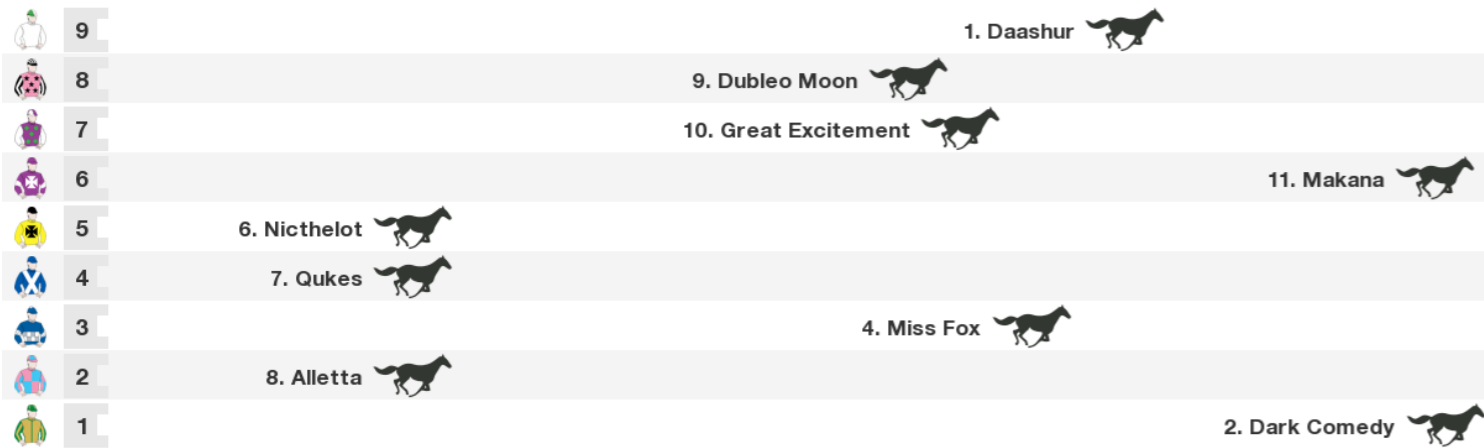 9 1. Daashur
8 9. Dubleo Moon
7 10. Great Excitement
6 11. Makana
5 6. Nicthelot
4 7. Qukes
3 4. Miss Fox
2 8. Alletta
1 2. Dark Comedy